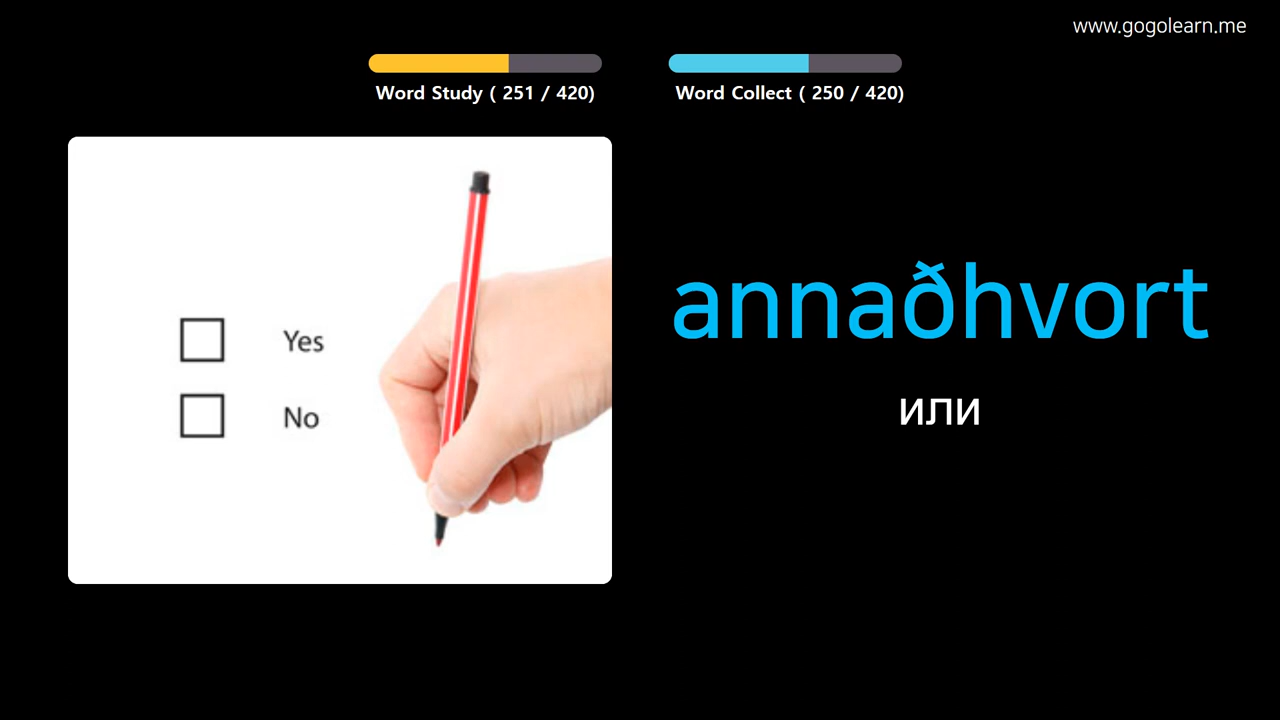 www.gogolearn.me
Word Study ( 251 / 420)
Word Collect ( 250 / 420)
Yes
No
annaðhvort
или